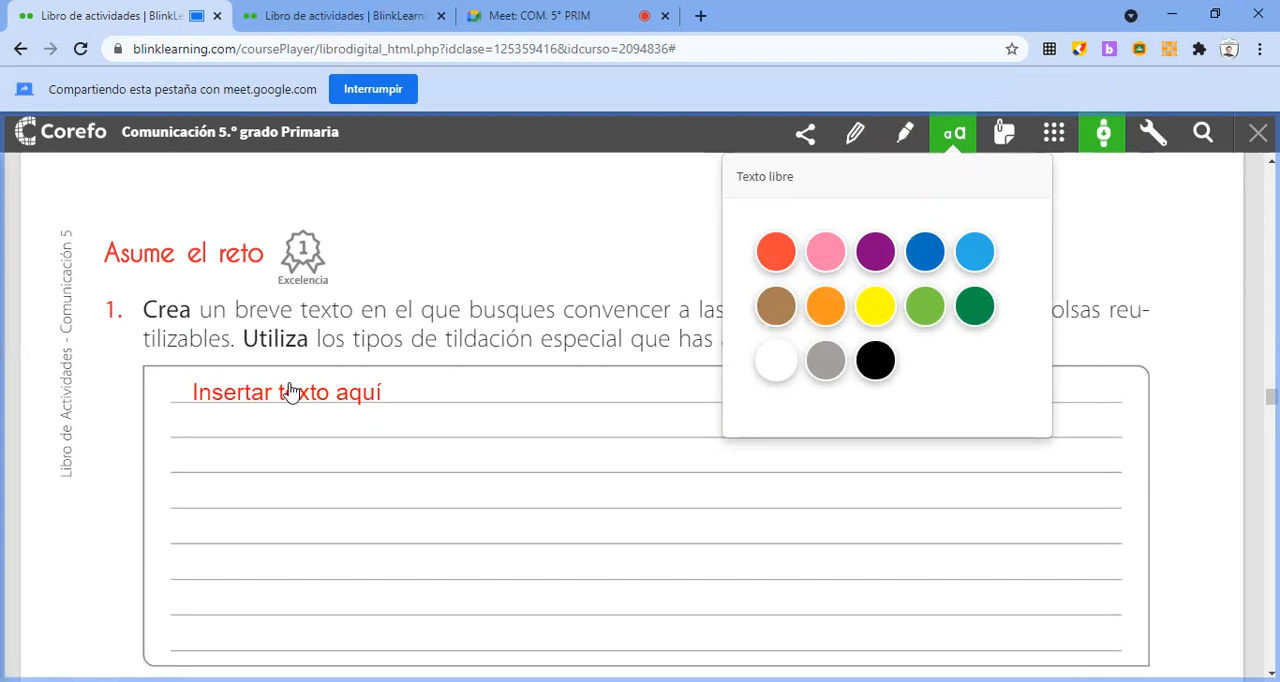 Libro de actividades | BlinkLe
Libro de actividades | BlinkLearn
Meet: COM. 5° PRIM
blinklearning.com/coursePlayer/librodigital_html.php?idclase=125359416&idcurso=2094836#
Compartiendo esta pestaña con meet.google.com
Interrumpir
Corefo
Comunicación 5.º grado Primaria
aa
Texto libre
Libro de Actividades - Comunicación 5
Asume el reto
1
Excelencia
1. Crea un breve texto en el que busques convencer a las olsas reu-
tilizables. Utiliza los tipos de tildación especial que has
Insertar texto aquí